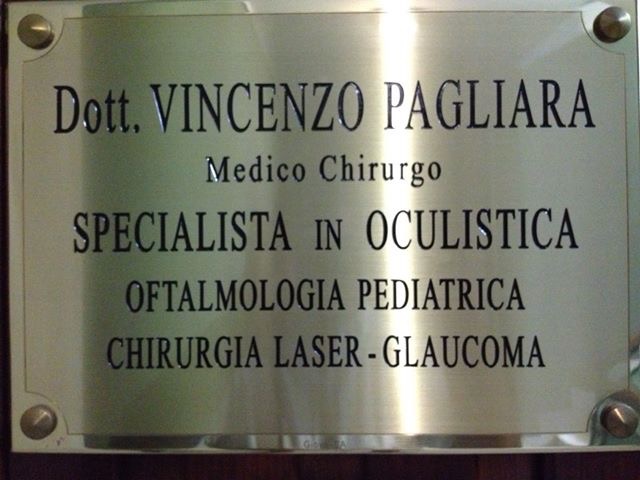 Dott. VINCENZO PAGLIARA
Medico Chirurgo
SPECIALISTA IN OCULISTICA
OFTALMOLOGIA PEDIATRICA
CHIRURGIA LASER - GLAUCOMA